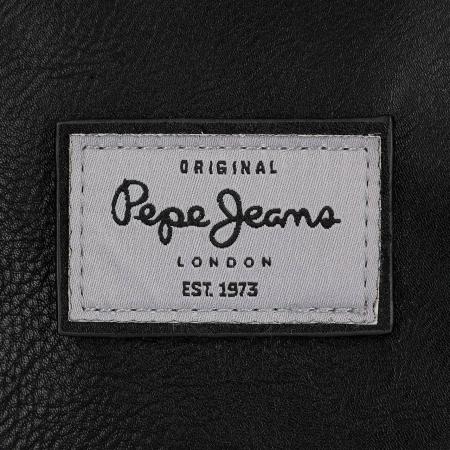 ORIGINAL
Pepe Jeans
LONDON
EST. 1973